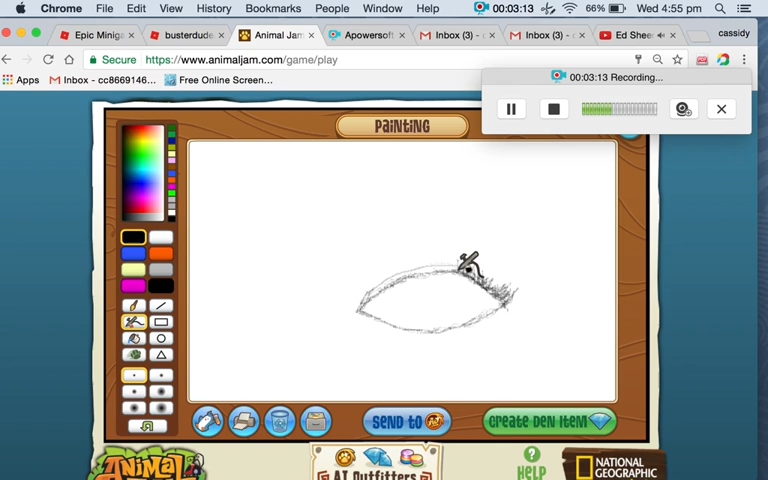 Chrome File Edit View History Bookmarks People Window Help 00:03:13 66% Wed 4:55 pm
Epic Miniga busterdude Animal Jam Apowersoft Inbox (3) - c Inbox (3) - c Ed Sheer cassidy
Secure https://www.animaljam.com/game/play
Apps Inbox - cc8669146... Free Online Screen...
00:03:13 Recording...
PAINTING
SEND TO CREATE DEN ITEM
ANIMAL
AJ Outfitters
HELP
NATIONAL
GEOGRAPHIC